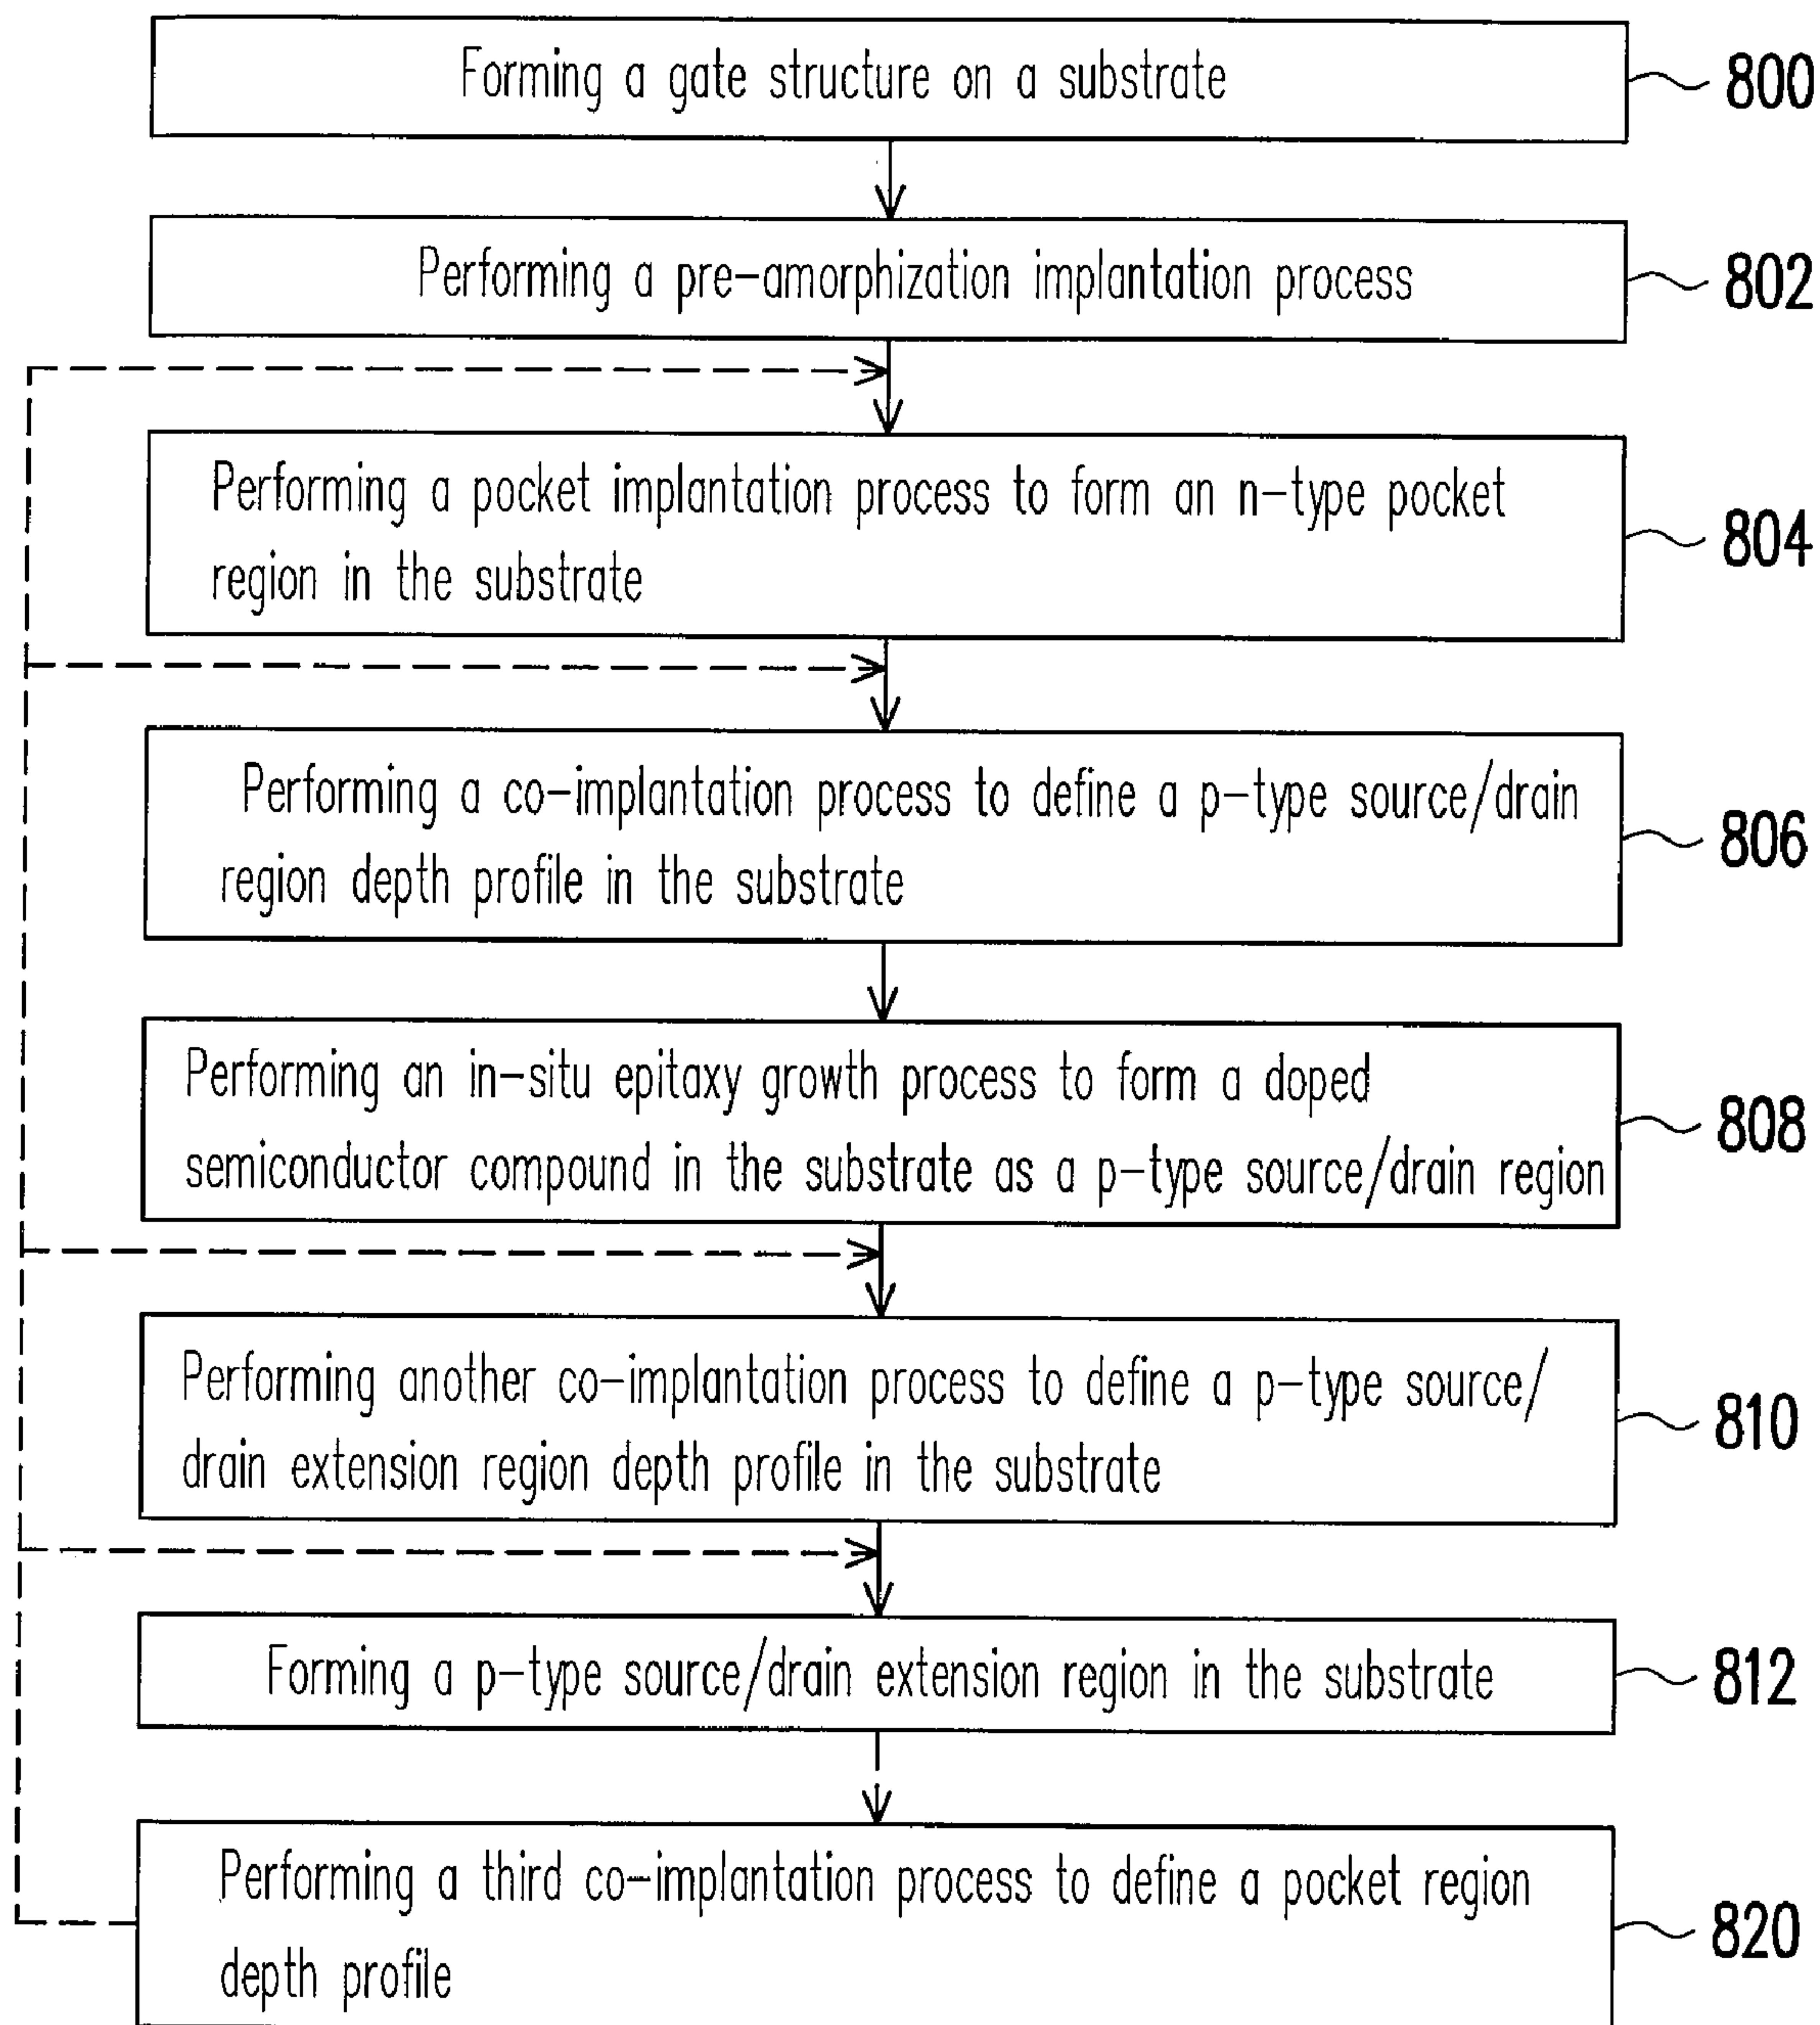 Forming a gate structure on a substrate
800
Performing a pre-amorphization implantation process
802
Performing a pocket implantation process to form an n-type pocket
region in the substrate
804
Performing a co-implantation process to define a p-type source/drain
region depth profile in the substrate
806
Performing an in-situ epitaxy growth process to form a doped
semiconductor compound in the substrate as a p-type source/drain region
808
Performing another co-implantation process to define a p-type source/
drain extension region depth profile in the substrate
810
Forming a p-type source/drain extension region in the substrate
812
Performing a third co-implantation process to define a pocket region
depth profile
820